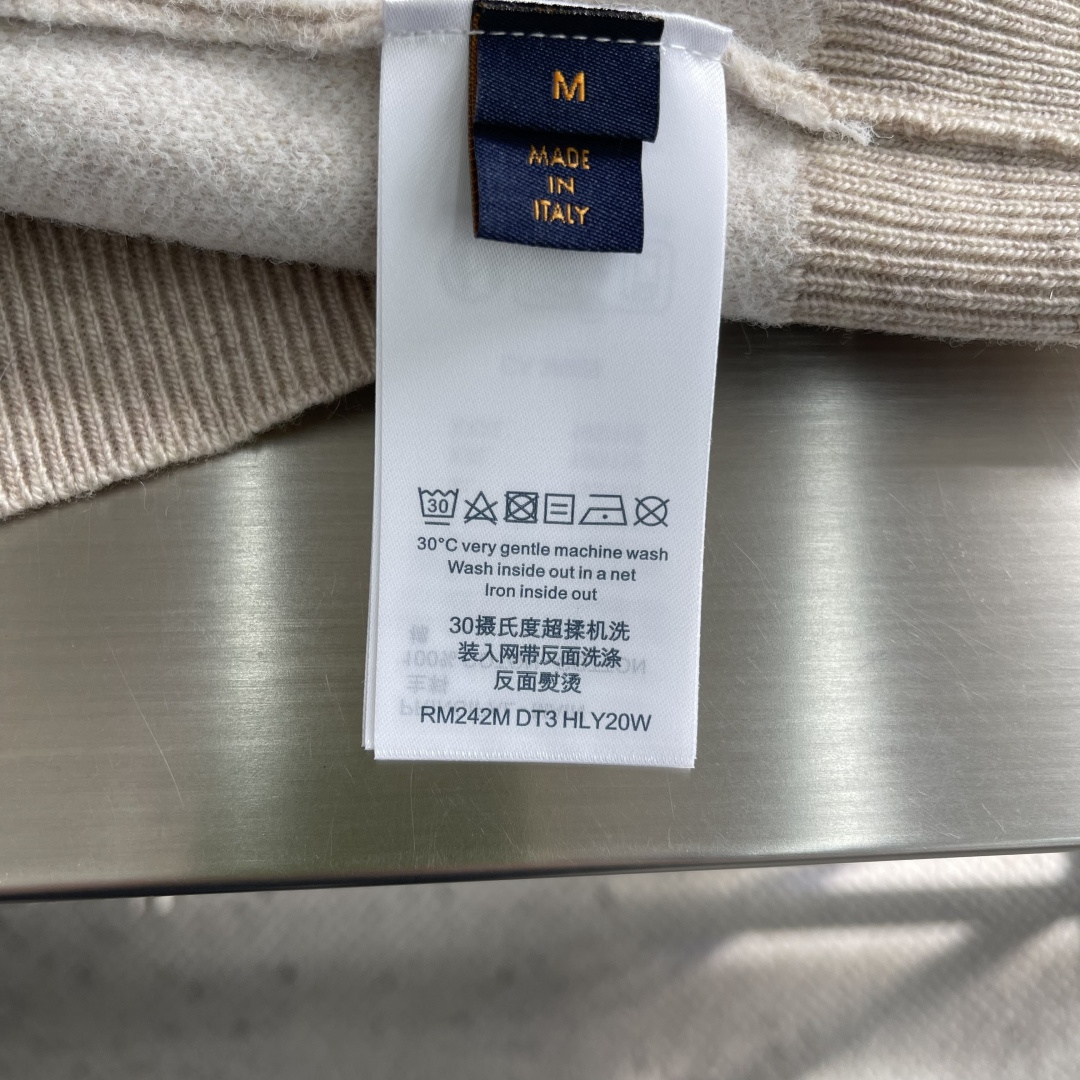 M
MADE
IN
ITALY
30
30°C very gentle machine wash
Wash inside out in a net
Iron inside out
30摄氏度超揉机洗
装入网带反面洗涤
反面熨烫
RM242M DT3 HLY20W